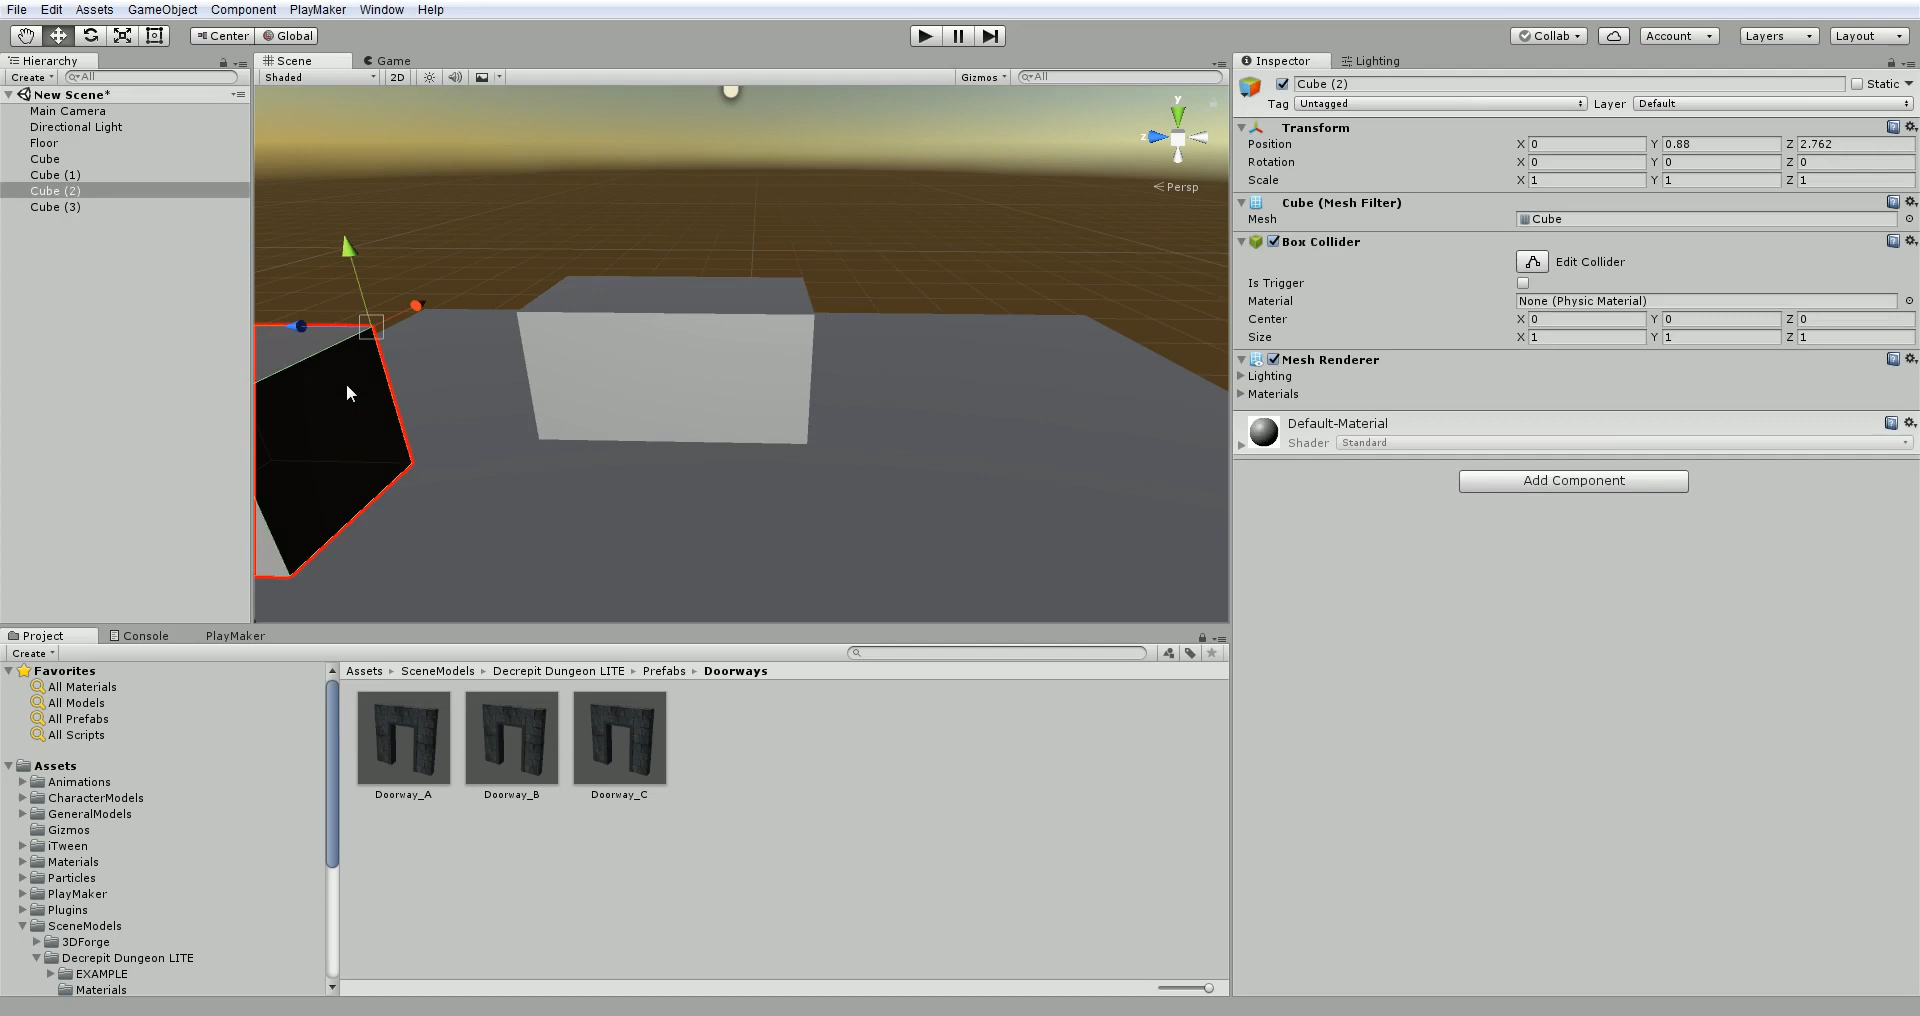 File Edit Assets GameObject Component PlayMaker Window Help
Center Global Collab Account Layers Layout
Hierarchy
Create All
New Scene*
Main Camera
Directional Light
Floor
Cube
Cube (1)
Cube (2)
Cube (3)
Scene Game
Shaded 2D Gizmos All
y
z
Persp
Inspector Lighting
Cube (2) Static
Tag Untagged Layer Default
Transform
Position X 0 Y 0.88 Z 2.762
Rotation X 0 Y 0 Z 0
Scale X 1 Y 1 Z 1
Cube (Mesh Filter)
Mesh Cube
Box Collider
Edit Collider
Is Trigger
Material None (Physic Material)
Center X 0 Y 0 Z 0
Size X 1 Y 1 Z 1
Mesh Renderer
Lighting
Materials
Default-Material
Shader Standard
Add Component
Project Console PlayMaker
Create
Favorites
All Materials
All Models
All Prefabs
All Scripts
Assets
Animations
CharacterModels
GeneralModels
Gizmos
iTween
Materials
Particles
PlayMaker
Plugins
SceneModels
3DForge
Decrepit Dungeon LITE
EXAMPLE
Materials
Assets SceneModels Decrepit Dungeon LITE Prefabs Doorways
Doorway_A Doorway_B Doorway_C